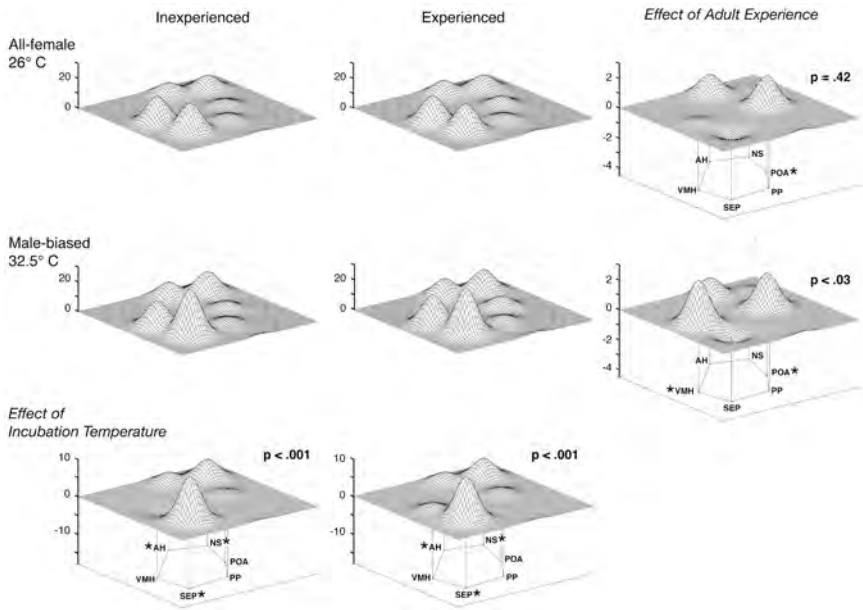 Inexperienced
Experienced
Effect of Adult Experience
All-female
26° C
20
0
20
0
2
0
-2
-4
p = .42
AH
NS
POA*
VMH
PP
SEP
Male-biased
32.5° C
20
0
20
0
2
0
-2
-4
p < .03
AH
NS
POA*
*VMH
PP
SEP
Effect of
Incubation Temperature
10
0
-10
p < .001
*AH
NS*
POA
VMH
PP
SEP*
10
0
-10
p < .001
*AH
NS*
POA
VMH
PP
SEP*